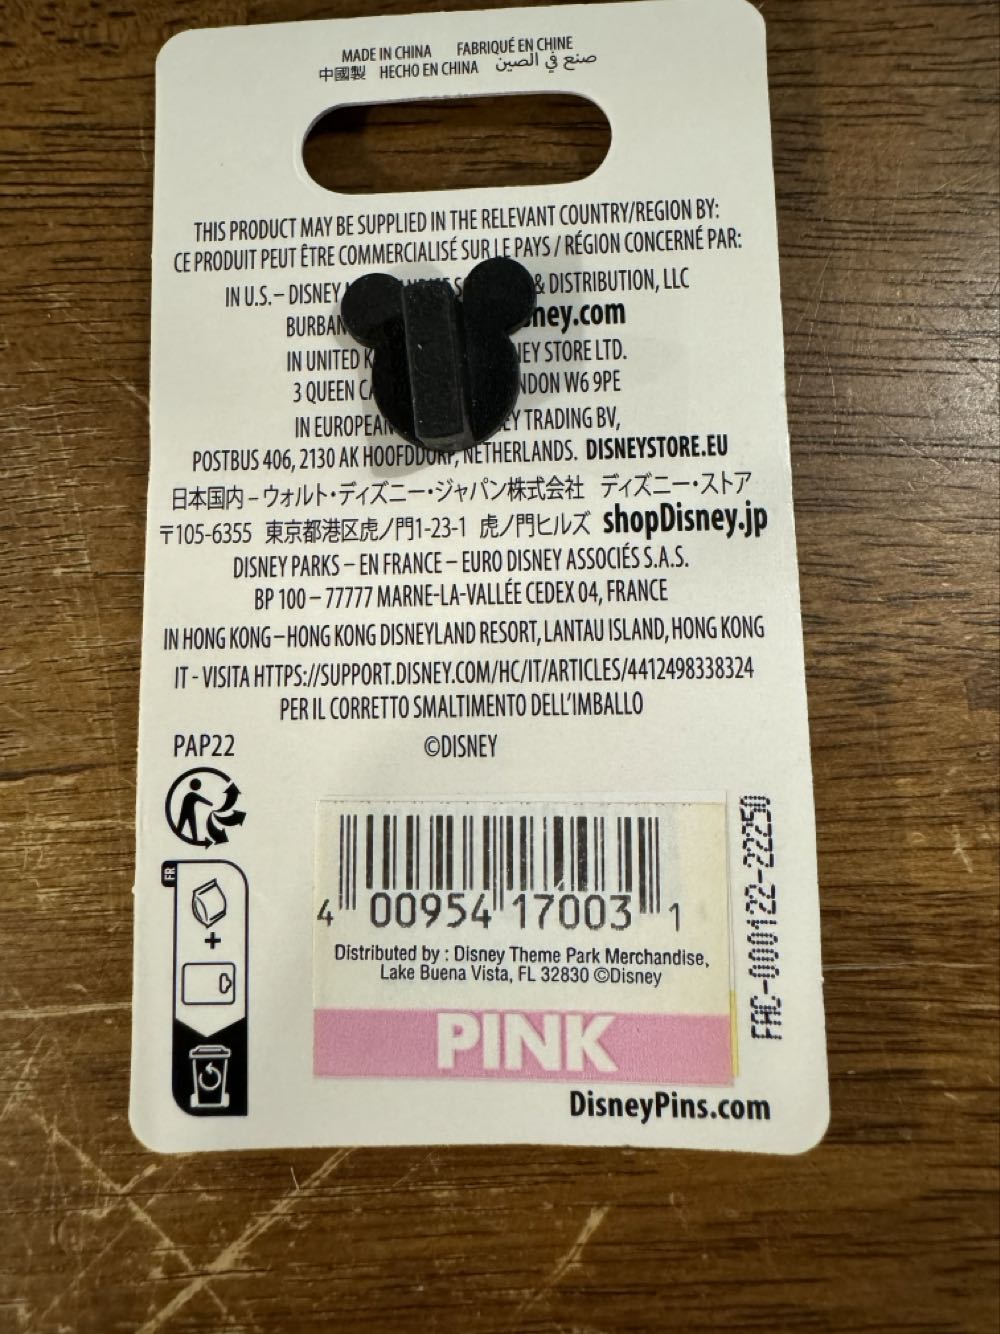 MADE IN CHINA FABRIQUÉ EN CHINE
中國製 HECHO EN CHINA صنع في الصين
THIS PRODUCT MAY BE SUPPLIED IN THE RELEVANT COUNTRY/REGION BY:
CE PRODUIT PEUT ÊTRE COMMERCIALISÉ SUR LE PAYS / RÉGION CONCERNÉ PAR:
IN U.S.– DISNEY & DISTRIBUTION, LLC
BURBAN ney.com
IN UNITED K EY STORE LTD.
3 QUEEN CA NDON W6 9PE
IN EUROPEAN EY TRADING BV,
POSTBUS 406, 2130 AK HOOFDDORP, NETHERLANDS. DISNEYSTORE.EU
日本国内 – ウォルト・ディズニー・ジャパン株式会社 ディズニー・ストア
〒105-6355 東京都港区虎ノ門1-23-1 虎ノ門ヒルズ shopDisney.jp
DISNEY PARKS – EN FRANCE – EURO DISNEY ASSOCIÉS S.A.S.
BP 100 – 77777 MARNE-LA-VALLÉE CEDEX 04, FRANCE
IN HONG KONG – HONG KONG DISNEYLAND RESORT, LANTAU ISLAND, HONG KONG
IT - VISITA HTTPS://SUPPORT.DISNEY.COM/HC/IT/ARTICLES/4412498338324
PER IL CORRETTO SMALTIMENTO DELL'IMBALLO
PAP22 ©DISNEY
FR
+
4 00954 17003 1
Distributed by : Disney Theme Park Merchandise,
Lake Buena Vista, FL 32830 ©Disney
PINK
FAC-000122-22250
DisneyPins.com